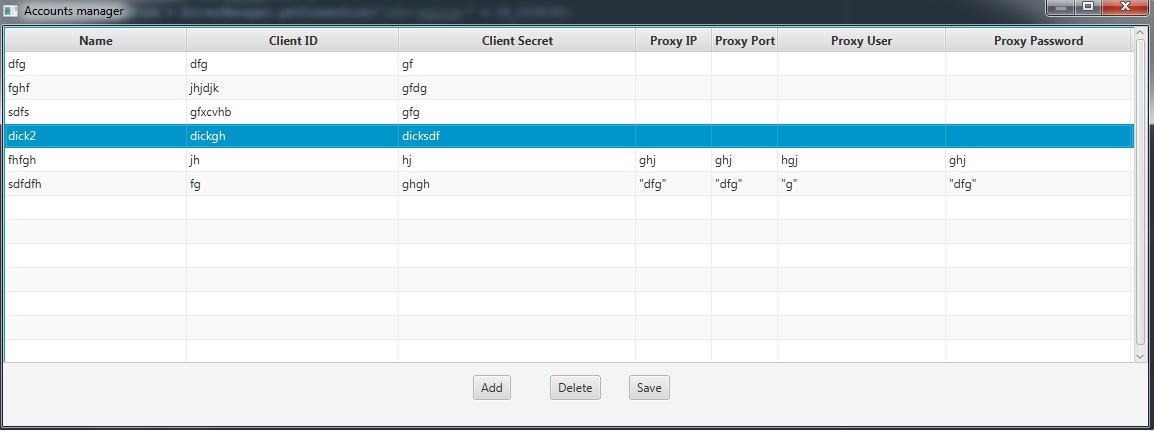 Accounts manager
Name Client ID Client Secret Proxy IP Proxy Port Proxy User Proxy Password
dfg dfg gf
fghf jhjdjk gfdg
sdfs gfxcvhb gfg
dick2 dickgh dicksdf
fhfgh jh hj ghj ghj hgj ghj
sdfdfh fg ghgh "dfg" "dfg" "g" "dfg"
Add Delete Save